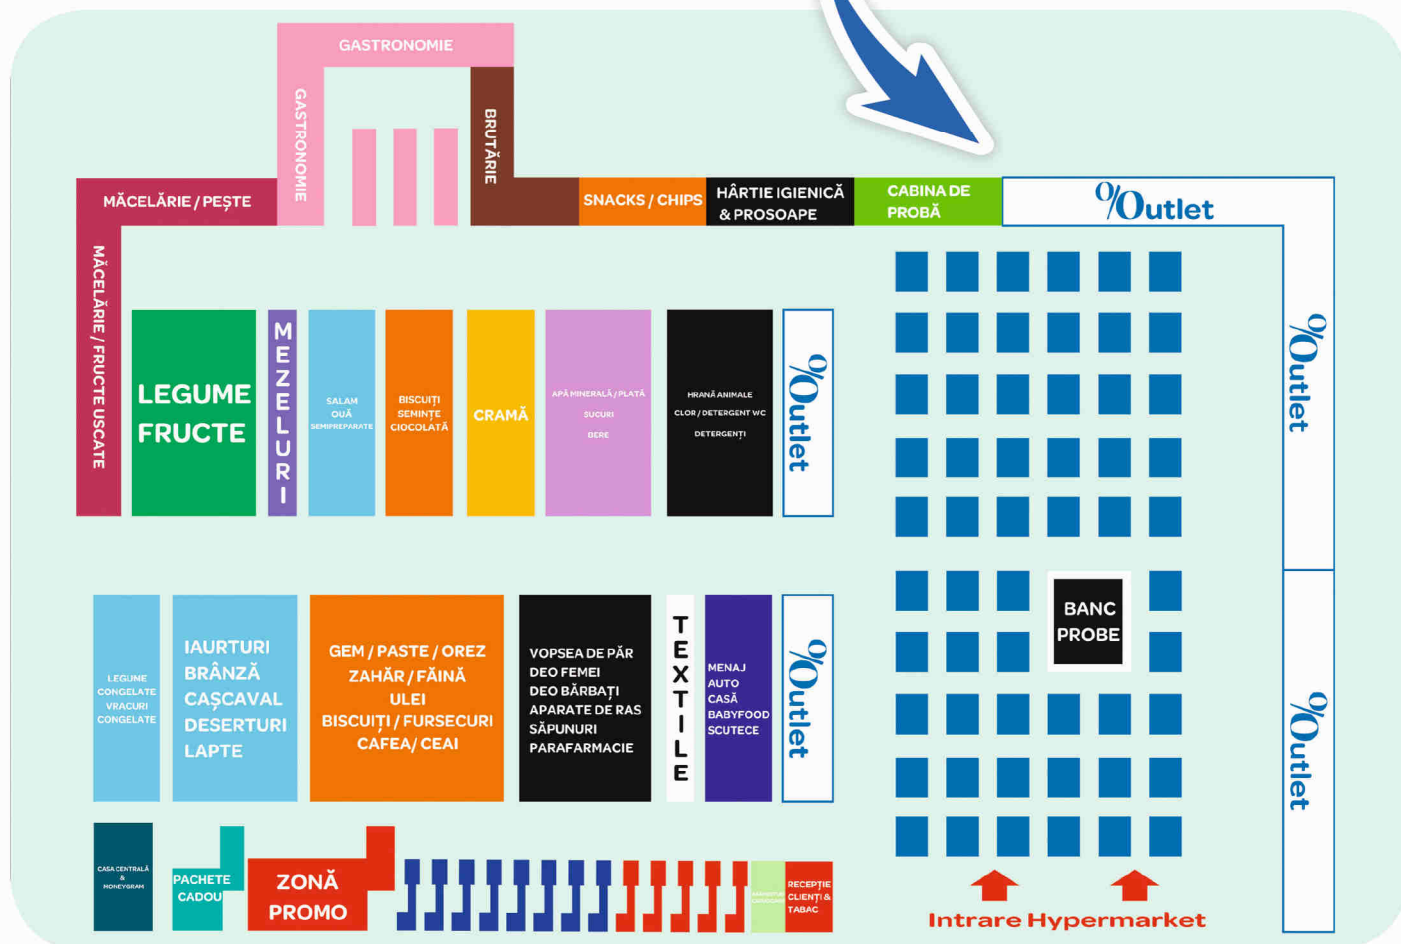 GASTRONOMIE
GASTRONOMIE
BRUTĂRIE
MĂCELĂRIE / PEȘTE
SNACKS / CHIPS
HÂRTIE IGIENICĂ
& PROSOAPE
CABINA DE
PROBĂ
%Outlet
MĂCELĂRIE / FRUCTE USCATE
LEGUME
FRUCTE
MEZELURI
SALAM
OUĂ
SEMIPREPARATE
BISCUIȚI
SEMINȚE
CIOCOLATĂ
CRAMĂ
APĂ MINERALĂ / PLATĂ
SUCURI
BERE
HRANĂ ANIMALE
CLOR / DETERGENT WC
DETERGENȚI
%Outlet
%Outlet
LEGUME
CONGELATE
VRACURI
CONGELATE
IAURTURI
BRÂNZĂ
CAȘCAVAL
DESERTURI
LAPTE
GEM / PASTE / OREZ
ZAHĂR / FĂINĂ
ULEI
BISCUIȚI / FURSECURI
CAFEA/ CEAI
VOPSEA DE PĂR
DEO FEMEI
DEO BĂRBAȚI
APARATE DE RAS
SĂPUNURI
PARAFARMACIE
TEXTILE
MENAJ
AUTO
CASĂ
BABYFOOD
SCUTECE
%Outlet
BANC
PROBE
%Outlet
CASA CENTRALĂ
&
MONEYGRAM
PACHETE
CADOU
ZONĂ
PROMO
RECEPȚIE
CLIENȚI &
TABAC
Intrare Hypermarket